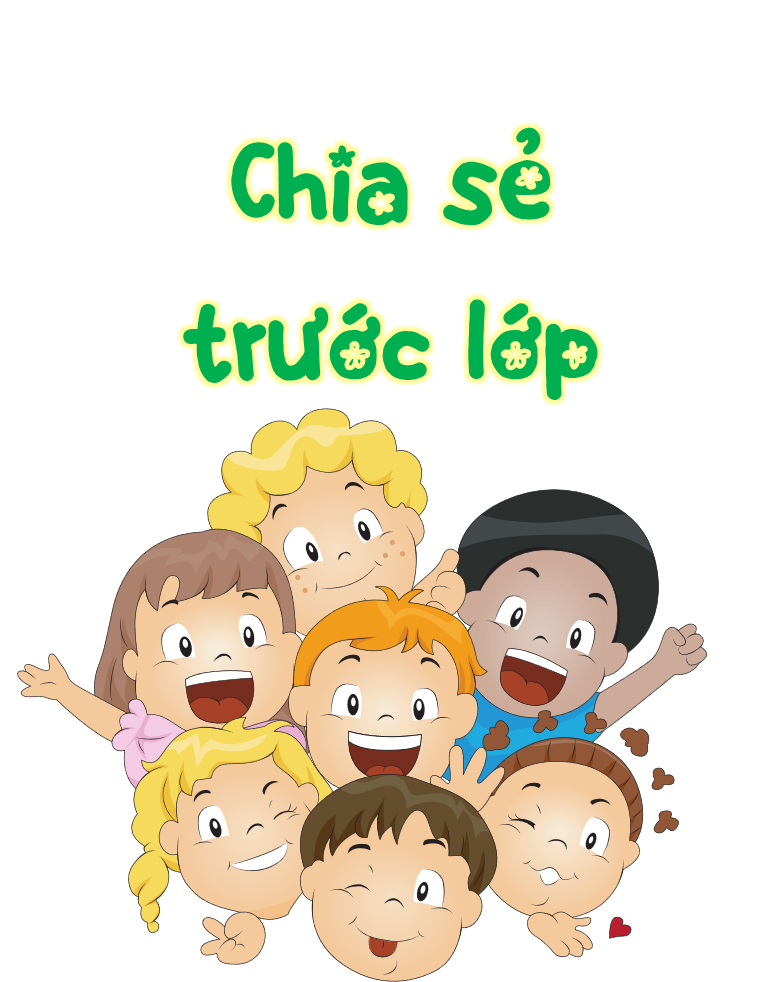 Chia sẻ
trước lớp